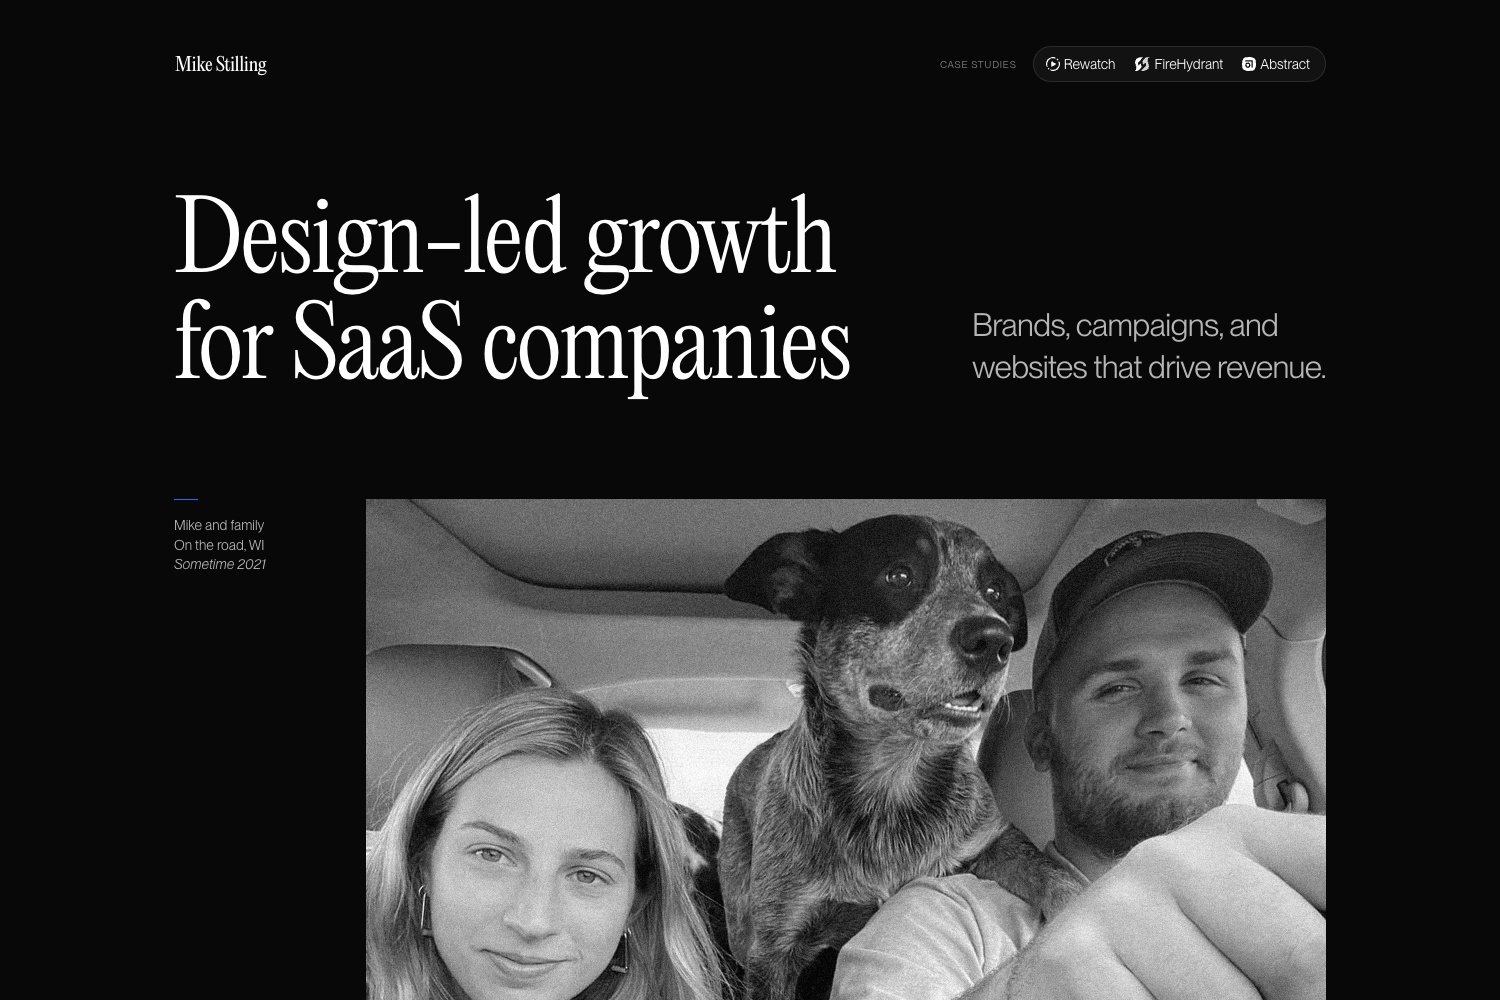 Mike Stilling
CASE STUDIES
Rewatch
FireHydrant
Abstract
Design-led growth
for SaaS companies
Brands, campaigns, and
websites that drive revenue.
Mike and family
On the road, WI
Sometime 2021